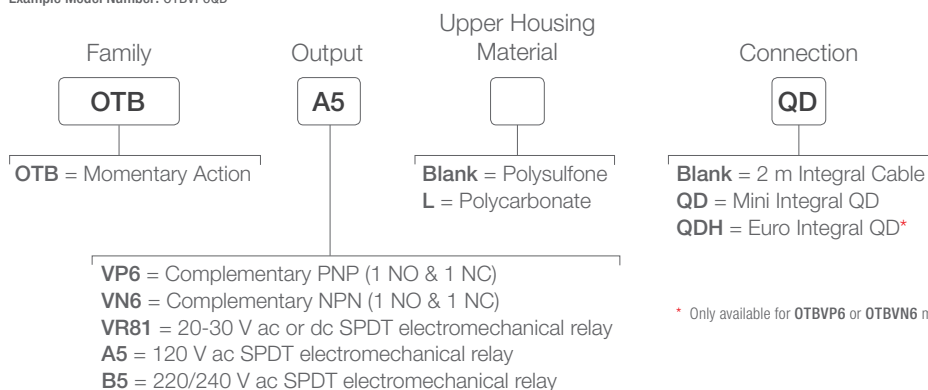 Example Model Number:
Family
Output
Upper Housing
Material
Connection
OTB
A5
QD
OTB = Momentary Action
Blank = Polysulfone
L = Polycarbonate
Blank = 2 m Integral Cable
QD = Mini Integral QD
QDH = Euro Integral QD*
VP6 = Complementary PNP (1 NO & 1 NC)
VN6 = Complementary NPN (1 NO & 1 NC)
VR81 = 20-30 V ac or dc SPDT electromechanical relay
A5 = 120 V ac SPDT electromechanical relay
B5 = 220/240 V ac SPDT electromechanical relay
* Only available for OTBVP6 or OTBVN6